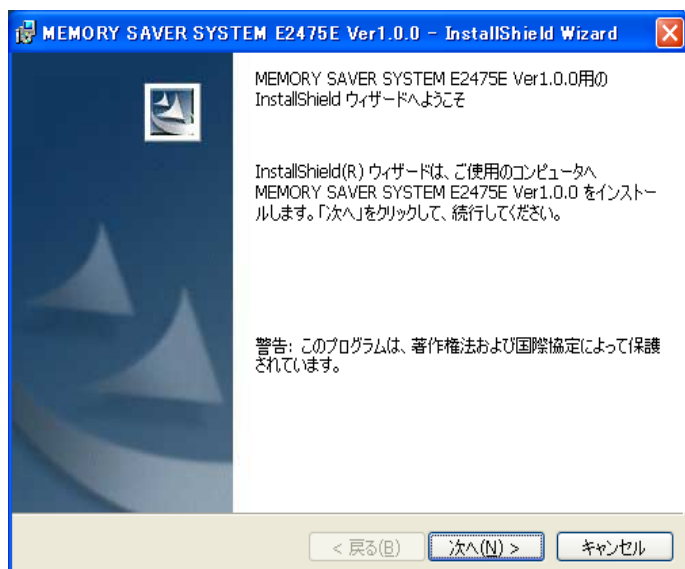 MEMORY SAVER SYSTEM E2475E Ver1.0.0 - InstallShield Wizard
MEMORY SAVER SYSTEM E2475E Ver1.0.0用の
InstallShield ウィザードへようこそ
InstallShield(R) ウィザードは、ご使用のコンピュータへ
MEMORY SAVER SYSTEM E2475E Ver1.0.0 をインストー
ルします。「次へ」をクリックして、続行してください。
警告: このプログラムは、著作権法および国際協定によって保護
されています。
< 戻る(B)
次へ(N) >
キャンセル